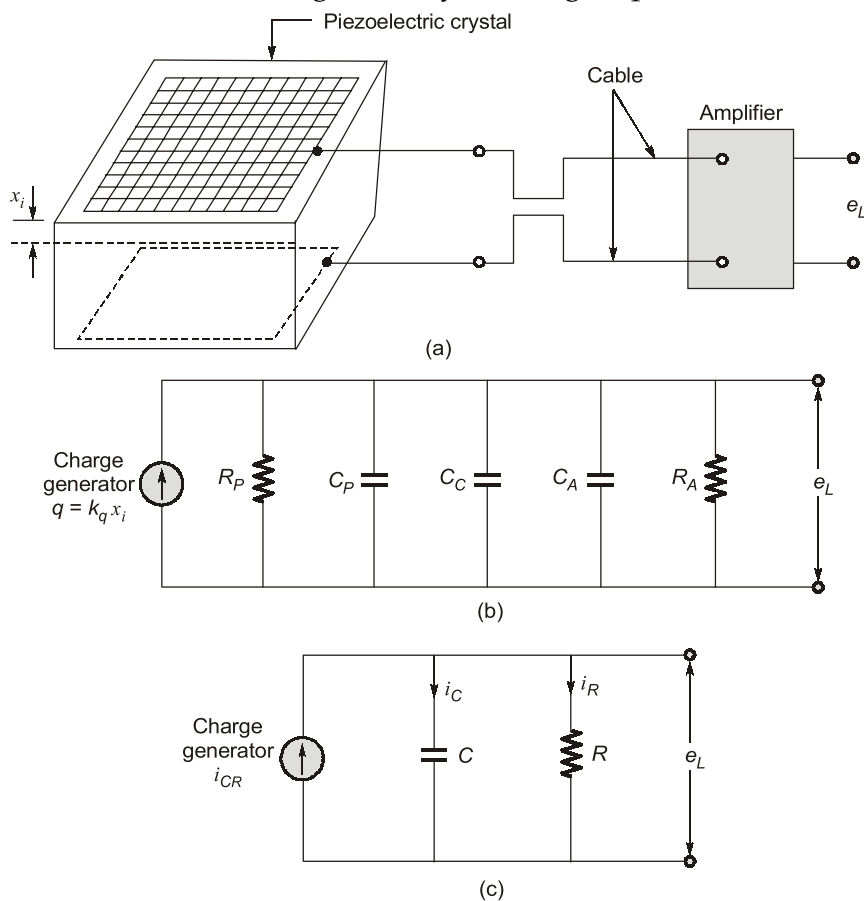 Piezoelectric crystal
Cable
Amplifier
x_i
e_L
(a)
Charge
generator
q = k_q x_i
R_P
C_P
C_C
C_A
R_A
e_L
(b)
i_C
i_R
Charge
generator
i_CR
C
R
e_L
(c)